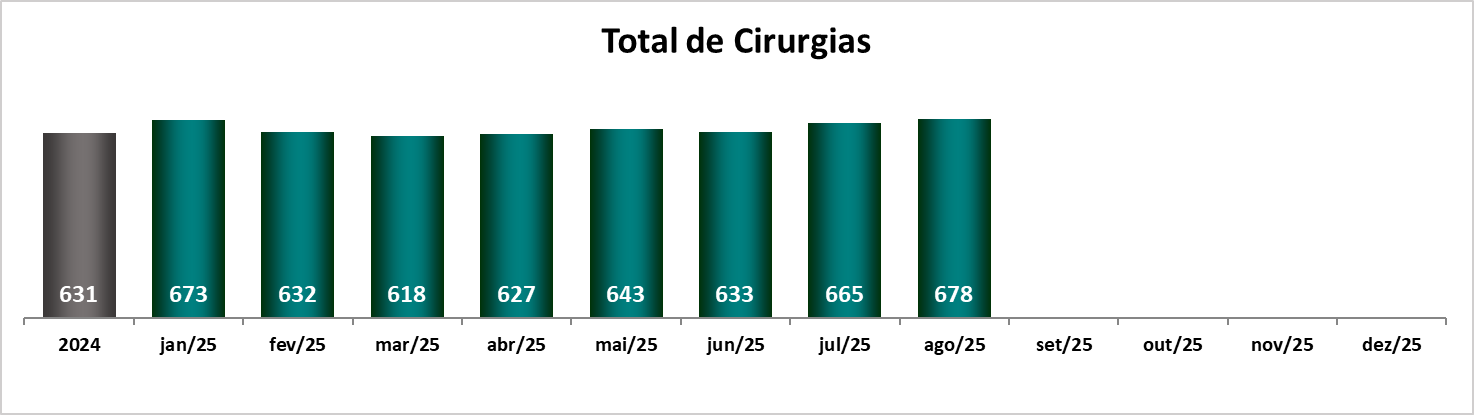 Total de Cirurgias
631 673 632 618 627 643 633 665 678
2024 jan/25 fev/25 mar/25 abr/25 mai/25 jun/25 jul/25 ago/25 set/25 out/25 nov/25 dez/25